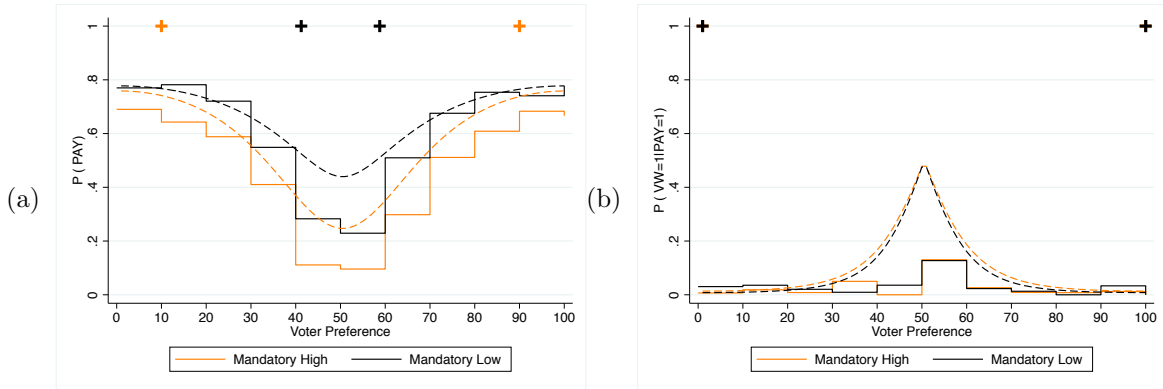 (a)
P ( PAY)
1
.8
.6
.4
.2
0
0 10 20 30 40 50 60 70 80 90 100
Voter Preference
Mandatory High Mandatory Low
(b)
P ( VW=1|PAY=1)
1
.8
.6
.4
.2
0
0 10 20 30 40 50 60 70 80 90 100
Voter Preference
Mandatory High Mandatory Low